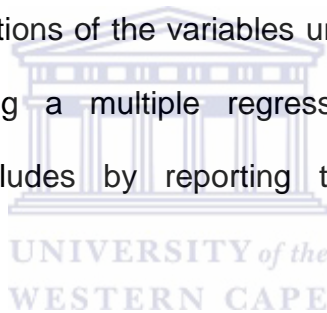 tions of the variables
g a multiple regress
ludes by reporting
UNIVERSITY of the
WESTERN CAPE